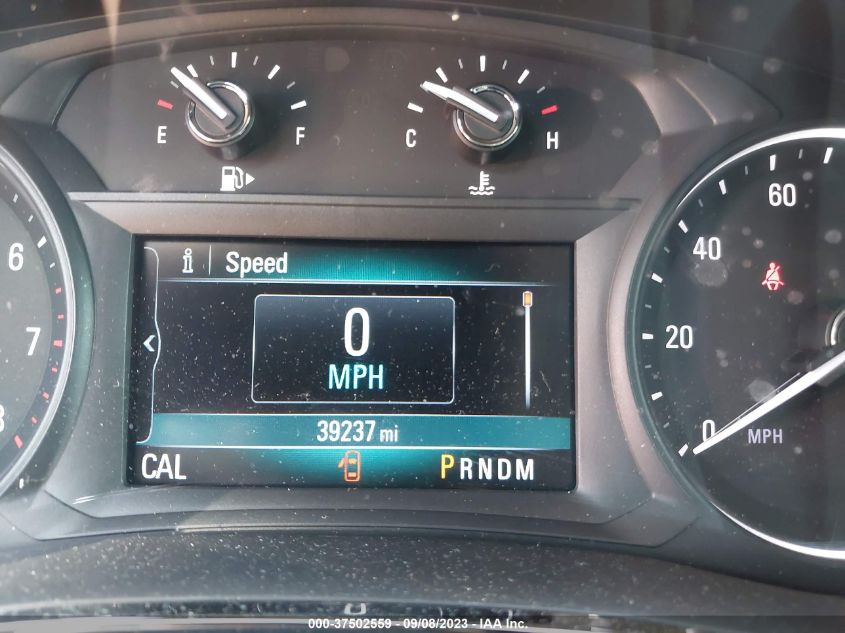 E F
C H
i Speed
0
MPH
39237 mi
CAL
PRNDM
6
7
8
60
40
20
0
MPH
000-37502559 - 09/08/2023 - IAA Inc.